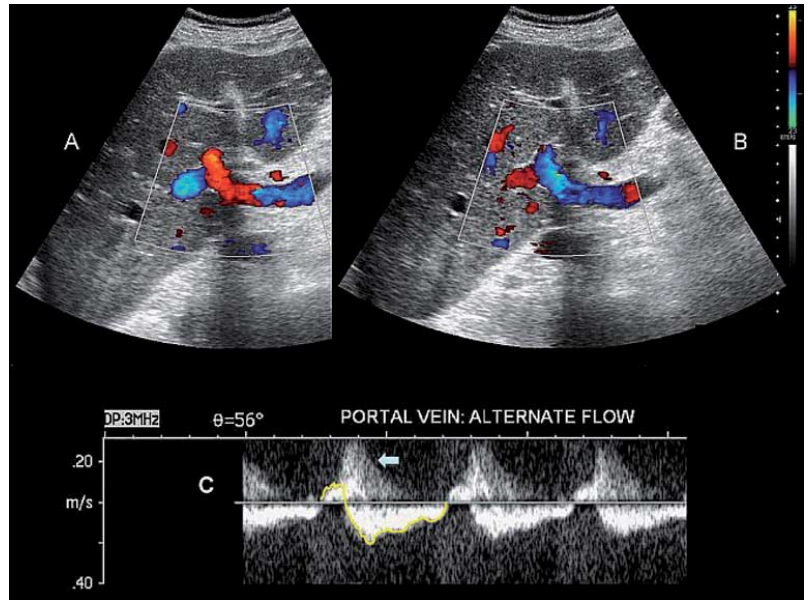 A
B
DP:3MHz
θ=56°
PORTAL VEIN: ALTERNATE FLOW
.20
C
m/s
.40